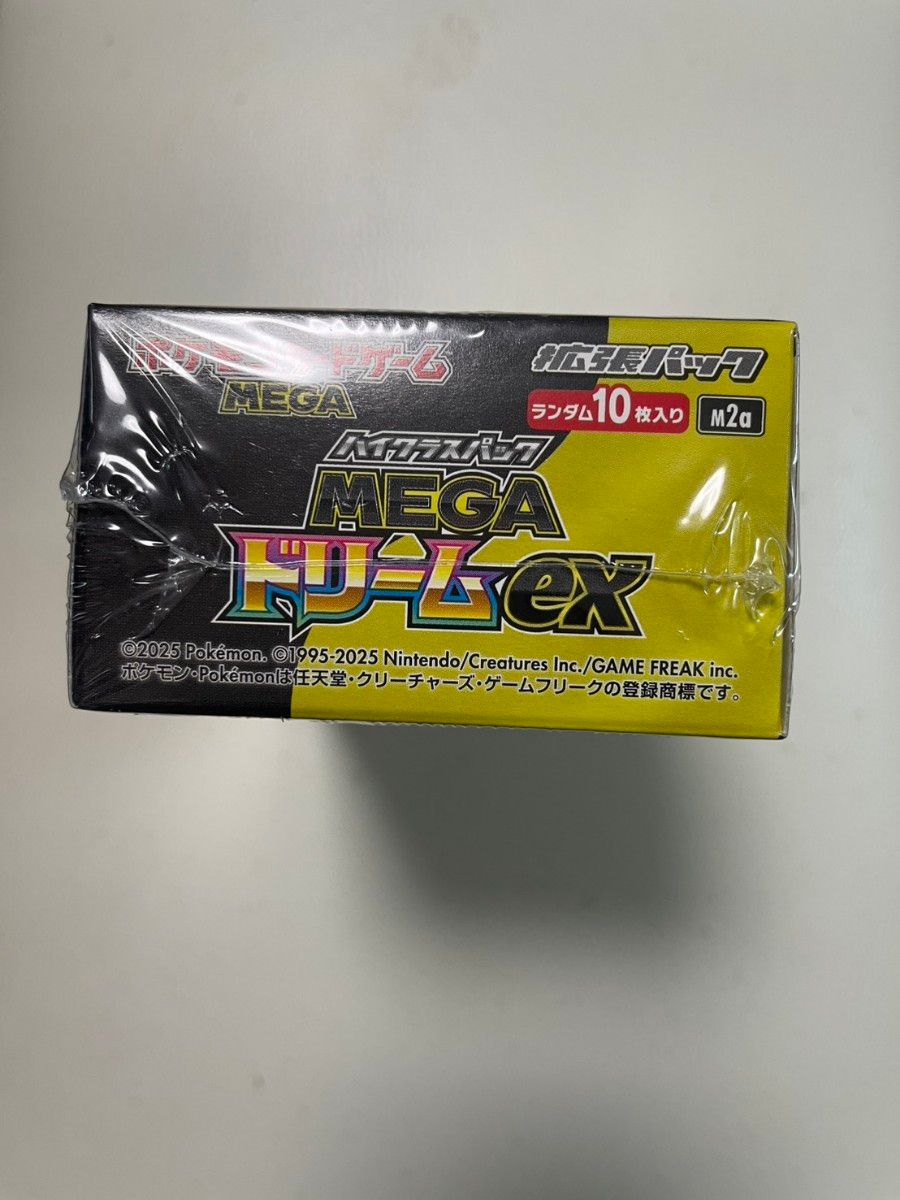 ポケモンカードゲーム
MEGA
拡張パック
ランダム10枚入り
M2a
ハイクラスパック
MEGA
ドリームex
©2025 Pokémon. ©1995-2025 Nintendo/Creatures Inc./GAME FREAK inc.
ポケモン・Pokémonは任天堂・クリーチャーズ・ゲームフリークの登録商標です。